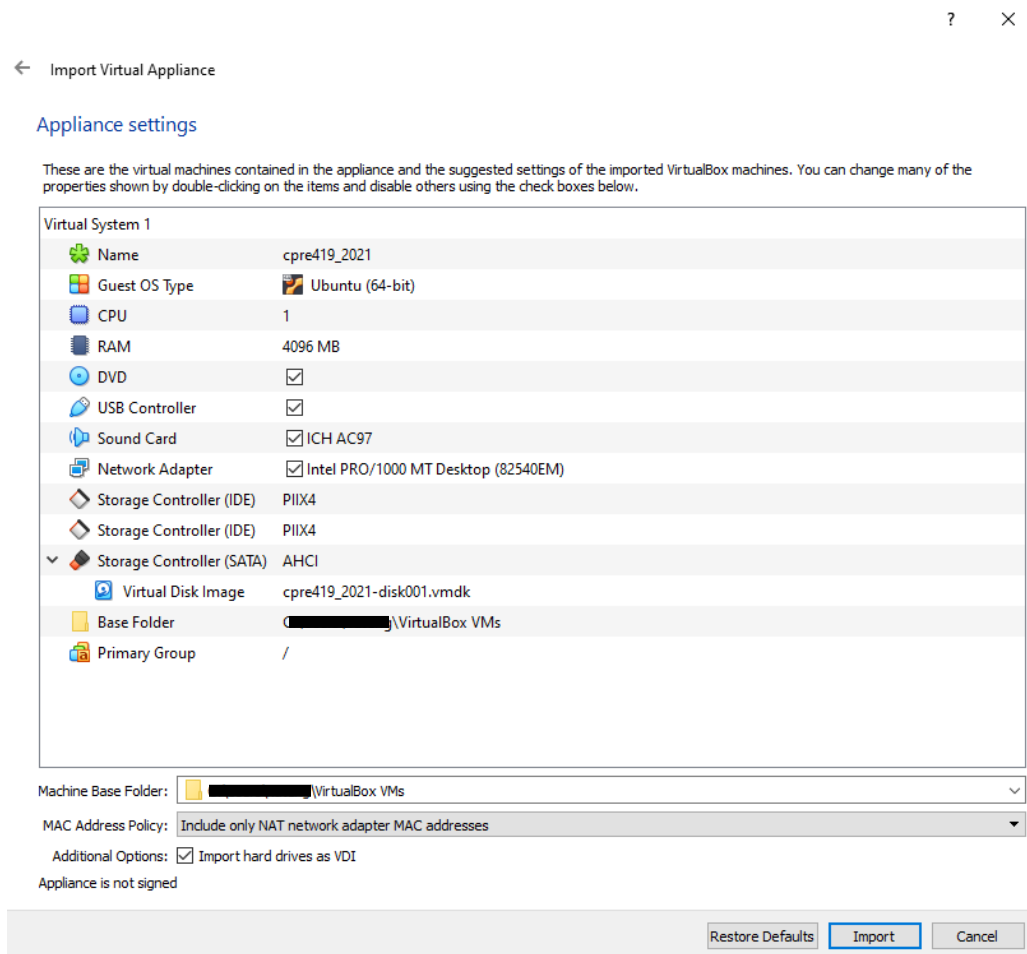 ?
Import Virtual Appliance
Appliance settings
These are the virtual machines contained in the appliance and the suggested settings of the imported VirtualBox machines. You can change many of the
properties shown by double-clicking on the items and disable others using the check boxes below.
Virtual System 1
Name cpre419_2021
Guest OS Type Ubuntu (64-bit)
CPU 1
RAM 4096 MB
DVD
USB Controller
Sound Card ICH AC97
Network Adapter Intel PRO/1000 MT Desktop (82540EM)
Storage Controller (IDE) PIIX4
Storage Controller (IDE) PIIX4
Storage Controller (SATA) AHCI
Virtual Disk Image cpre419_2021-disk001.vmdk
Base Folder \VirtualBox VMs
Primary Group /
Machine Base Folder: \VirtualBox VMs
MAC Address Policy: Include only NAT network adapter MAC addresses
Additional Options: Import hard drives as VDI
Appliance is not signed
Restore Defaults Import Cancel